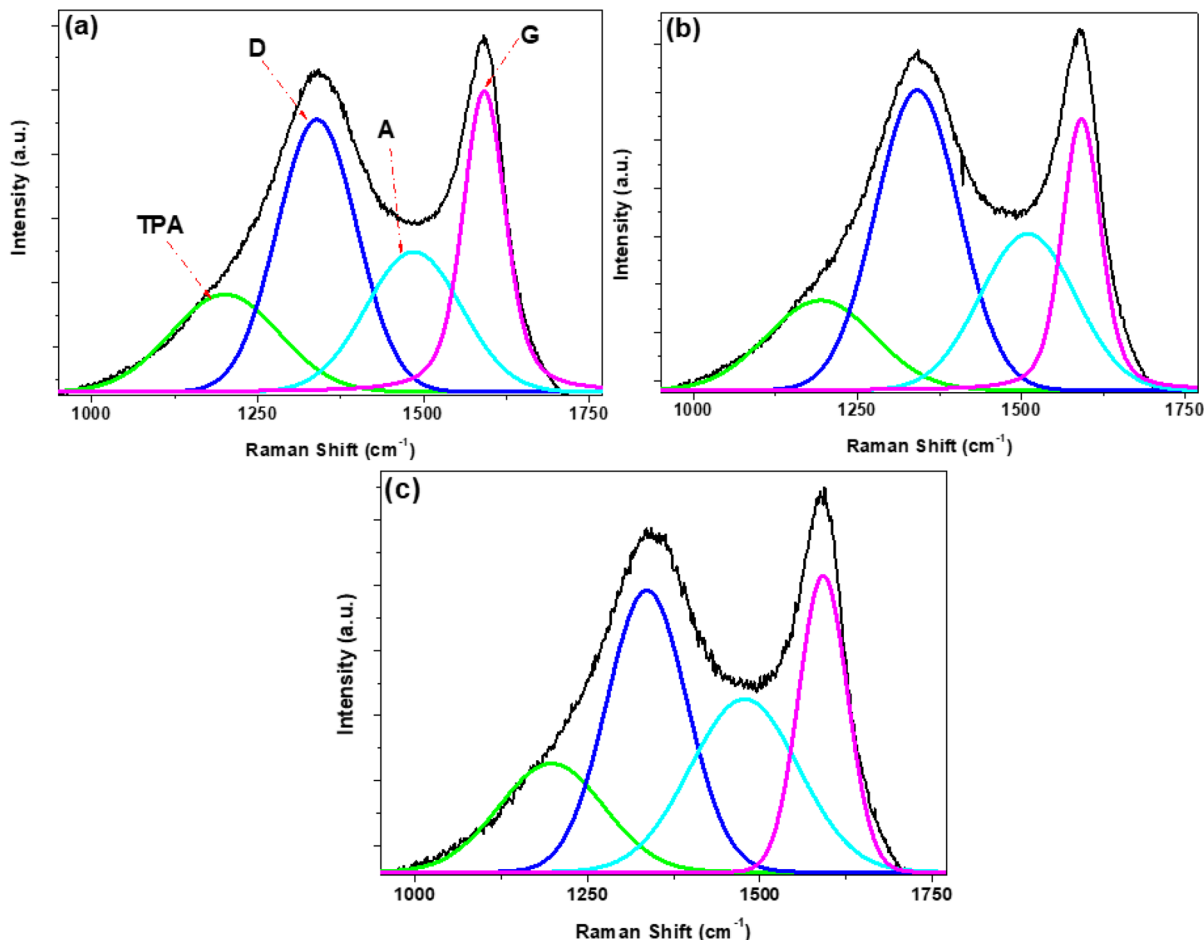 (a)
D
G
A
TPA
Intensity (a.u.)
1000 1250 1500 1750
Raman Shift (cm⁻¹)
(b)
Intensity (a.u.)
1000 1250 1500 1750
Raman Shift (cm⁻¹)
(c)
Intensity (a.u.)
1000 1250 1500 1750
Raman Shift (cm⁻¹)